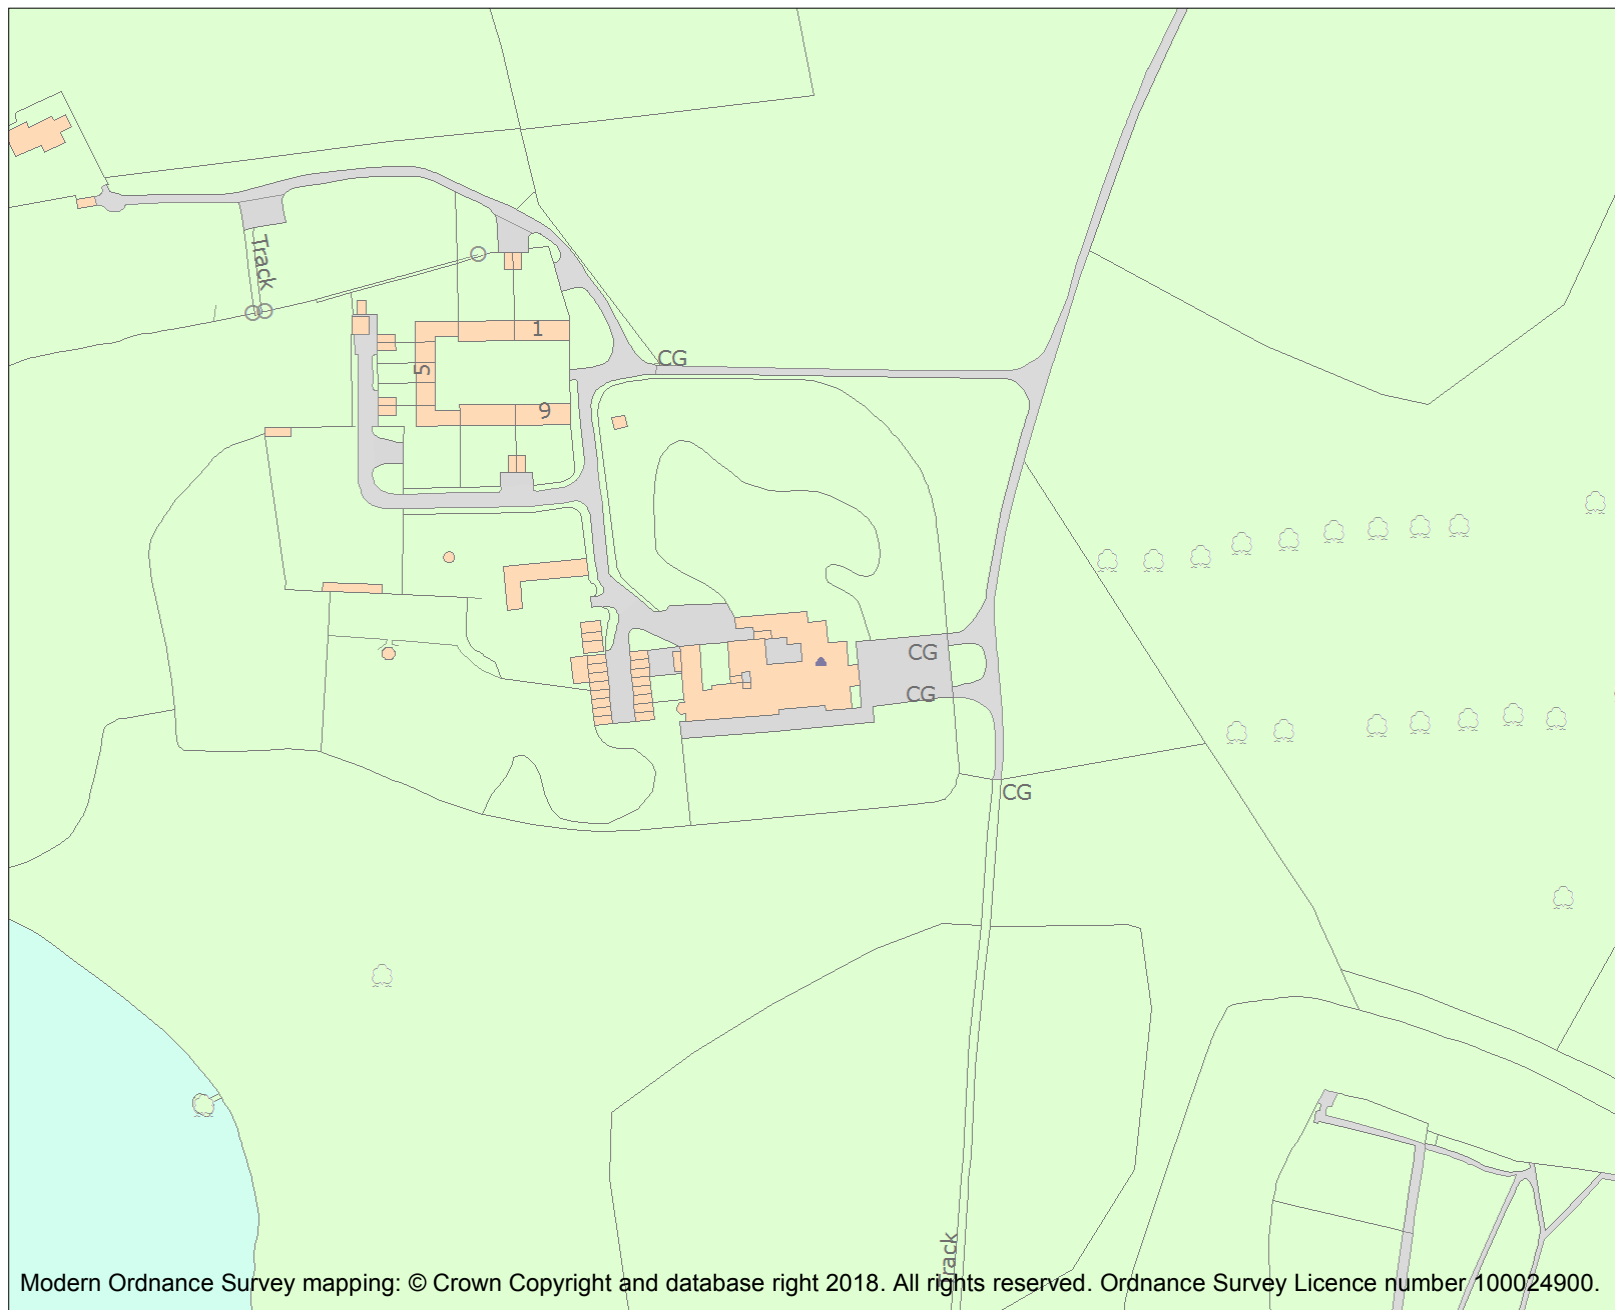 Track
1
CG
5
9
CG
CG
CG
Track
Modern Ordnance Survey mapping: © Crown Copyright and database right 2018. All rights reserved. Ordnance Survey Licence number 100024900.